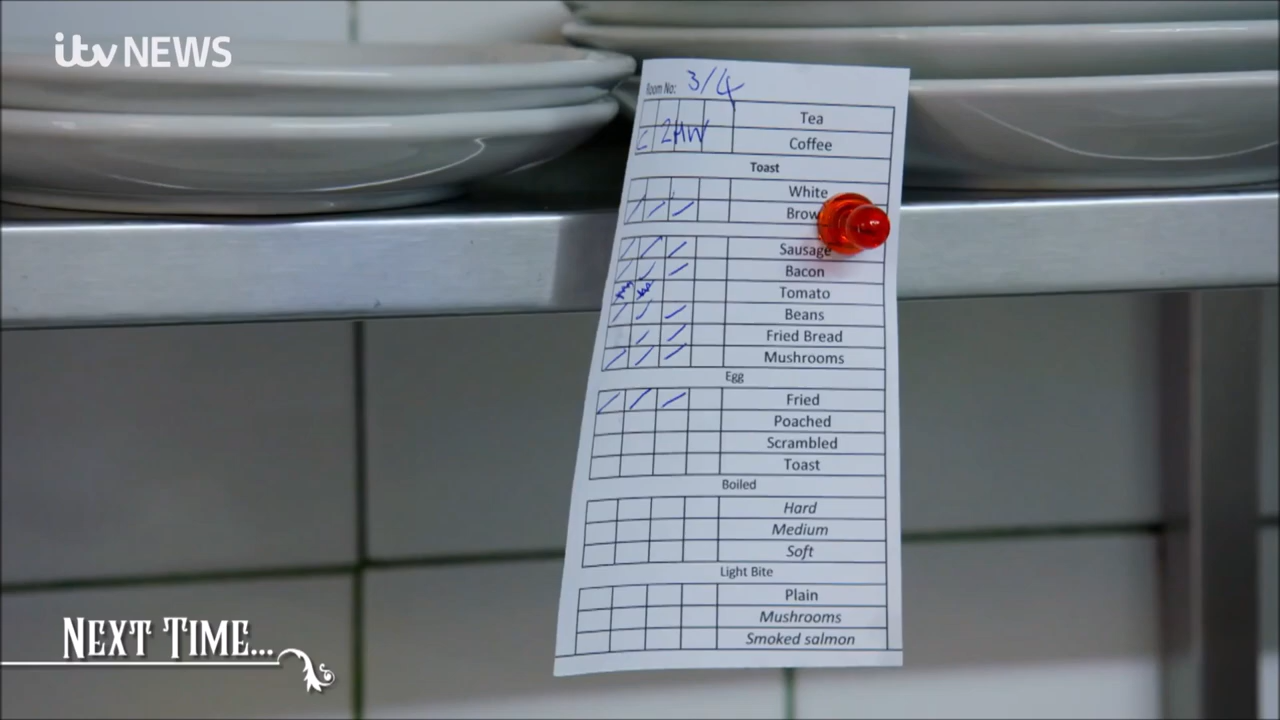 itv NEWS
Room No: 3/4
Tea
C 2HW Coffee
Toast
White
Brow
Sausage
Bacon
Tomato
Beans
Fried Bread
Mushrooms
Egg
Fried
Poached
Scrambled
Toast
Boiled
Hard
Medium
Soft
Light Bite
Plain
Mushrooms
Smoked salmon
NEXT TIME...